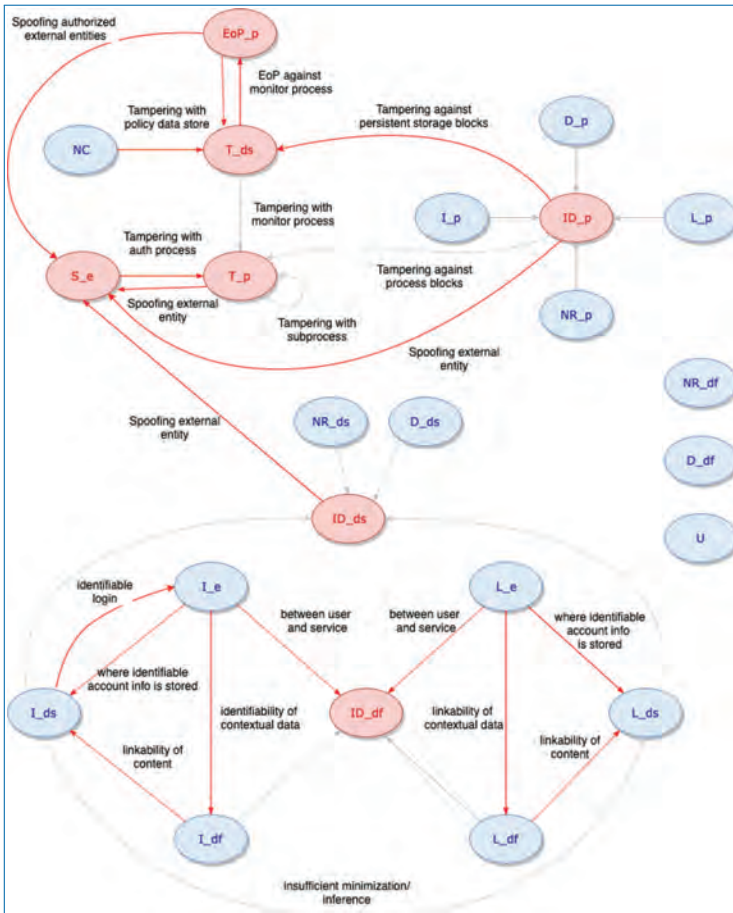 Spoofing authorized
external entities
EoP_p
EoP against
monitor process
Tampering with
policy data store
Tampering against
persistent storage blocks
D_p
NC
T_ds
I_p
ID_p
L_p
Tampering with
monitor process
Tampering with
auth process
S_e
T_p
Tampering against
process blocks
Spoofing external
entity
Tampering with
subprocess
NR_p
Spoofing external
entity
NR_df
Spoofing external
entity
NR_ds
D_ds
D_df
ID_ds
U
identifiable
login
I_e
L_e
between user
and service
between user
and service
where identifiable
account info
is stored
where identifiable
account info is stored
I_ds
identifiability of
contextual data
ID_df
linkability of
contextual data
L_ds
linkability of
content
linkability of
content
I_df
L_df
insufficient minimization/
inference